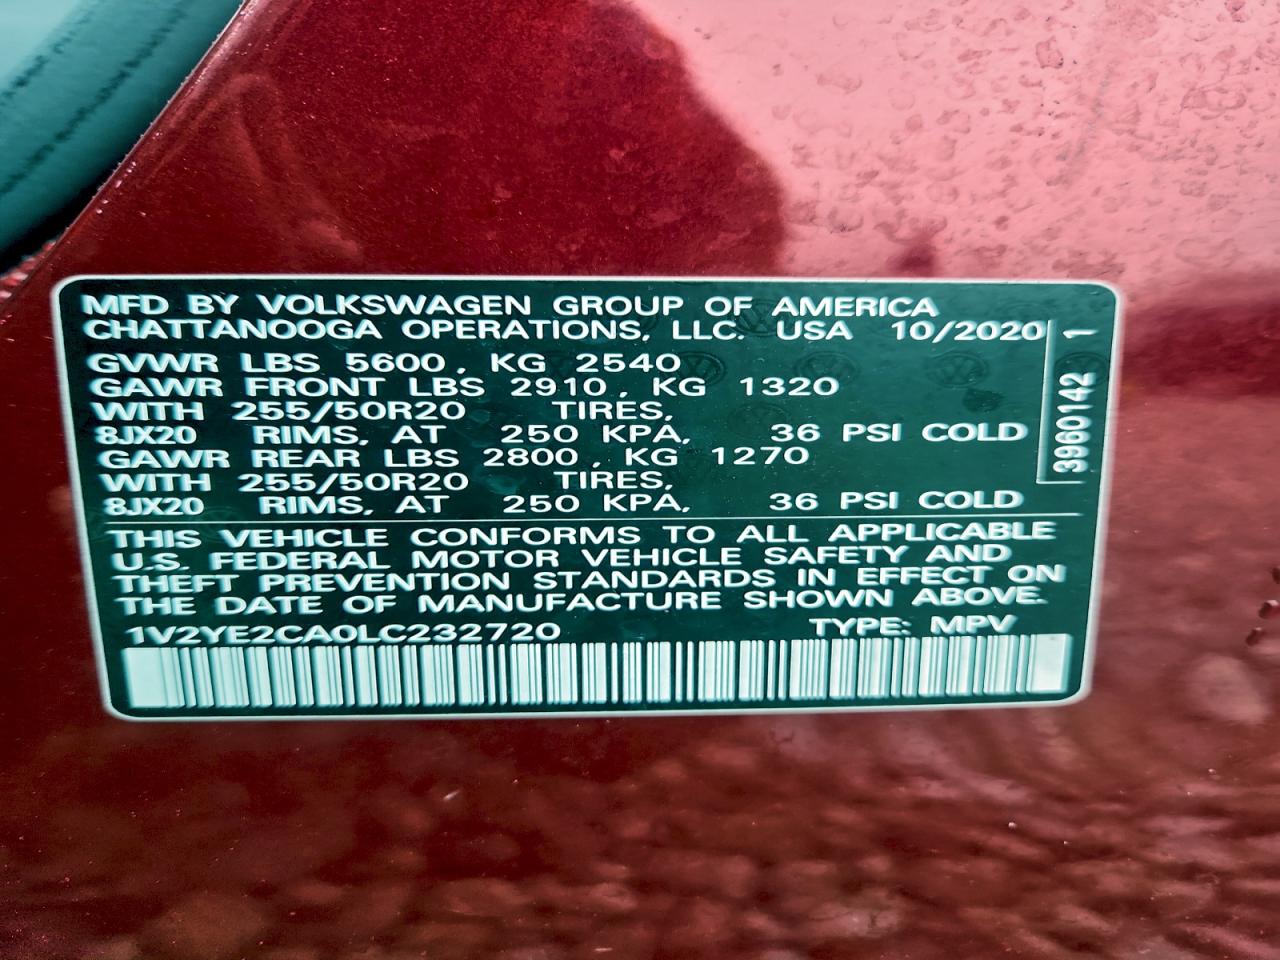 MFD BY VOLKSWAGEN GROUP OF AMERICA
CHATTANOOGA OPERATIONS, LLC. USA 10/2020
GVWR LBS 5600, KG 2540
GAWR FRONT LBS 2910, KG 1320
WITH 255/50R20 TIRES,
8JX20 RIMS, AT 250 KPA, 36 PSI COLD
GAWR REAR LBS 2800, KG 1270
WITH 255/50R20 TIRES,
8JX20 RIMS, AT 250 KPA, 36 PSI COLD
3960142 1
THIS VEHICLE CONFORMS TO ALL APPLICABLE
U.S. FEDERAL MOTOR VEHICLE SAFETY AND
THEFT PREVENTION STANDARDS IN EFFECT ON
THE DATE OF MANUFACTURE SHOWN ABOVE.
1V2YE2CA0LC232720 TYPE: MPV